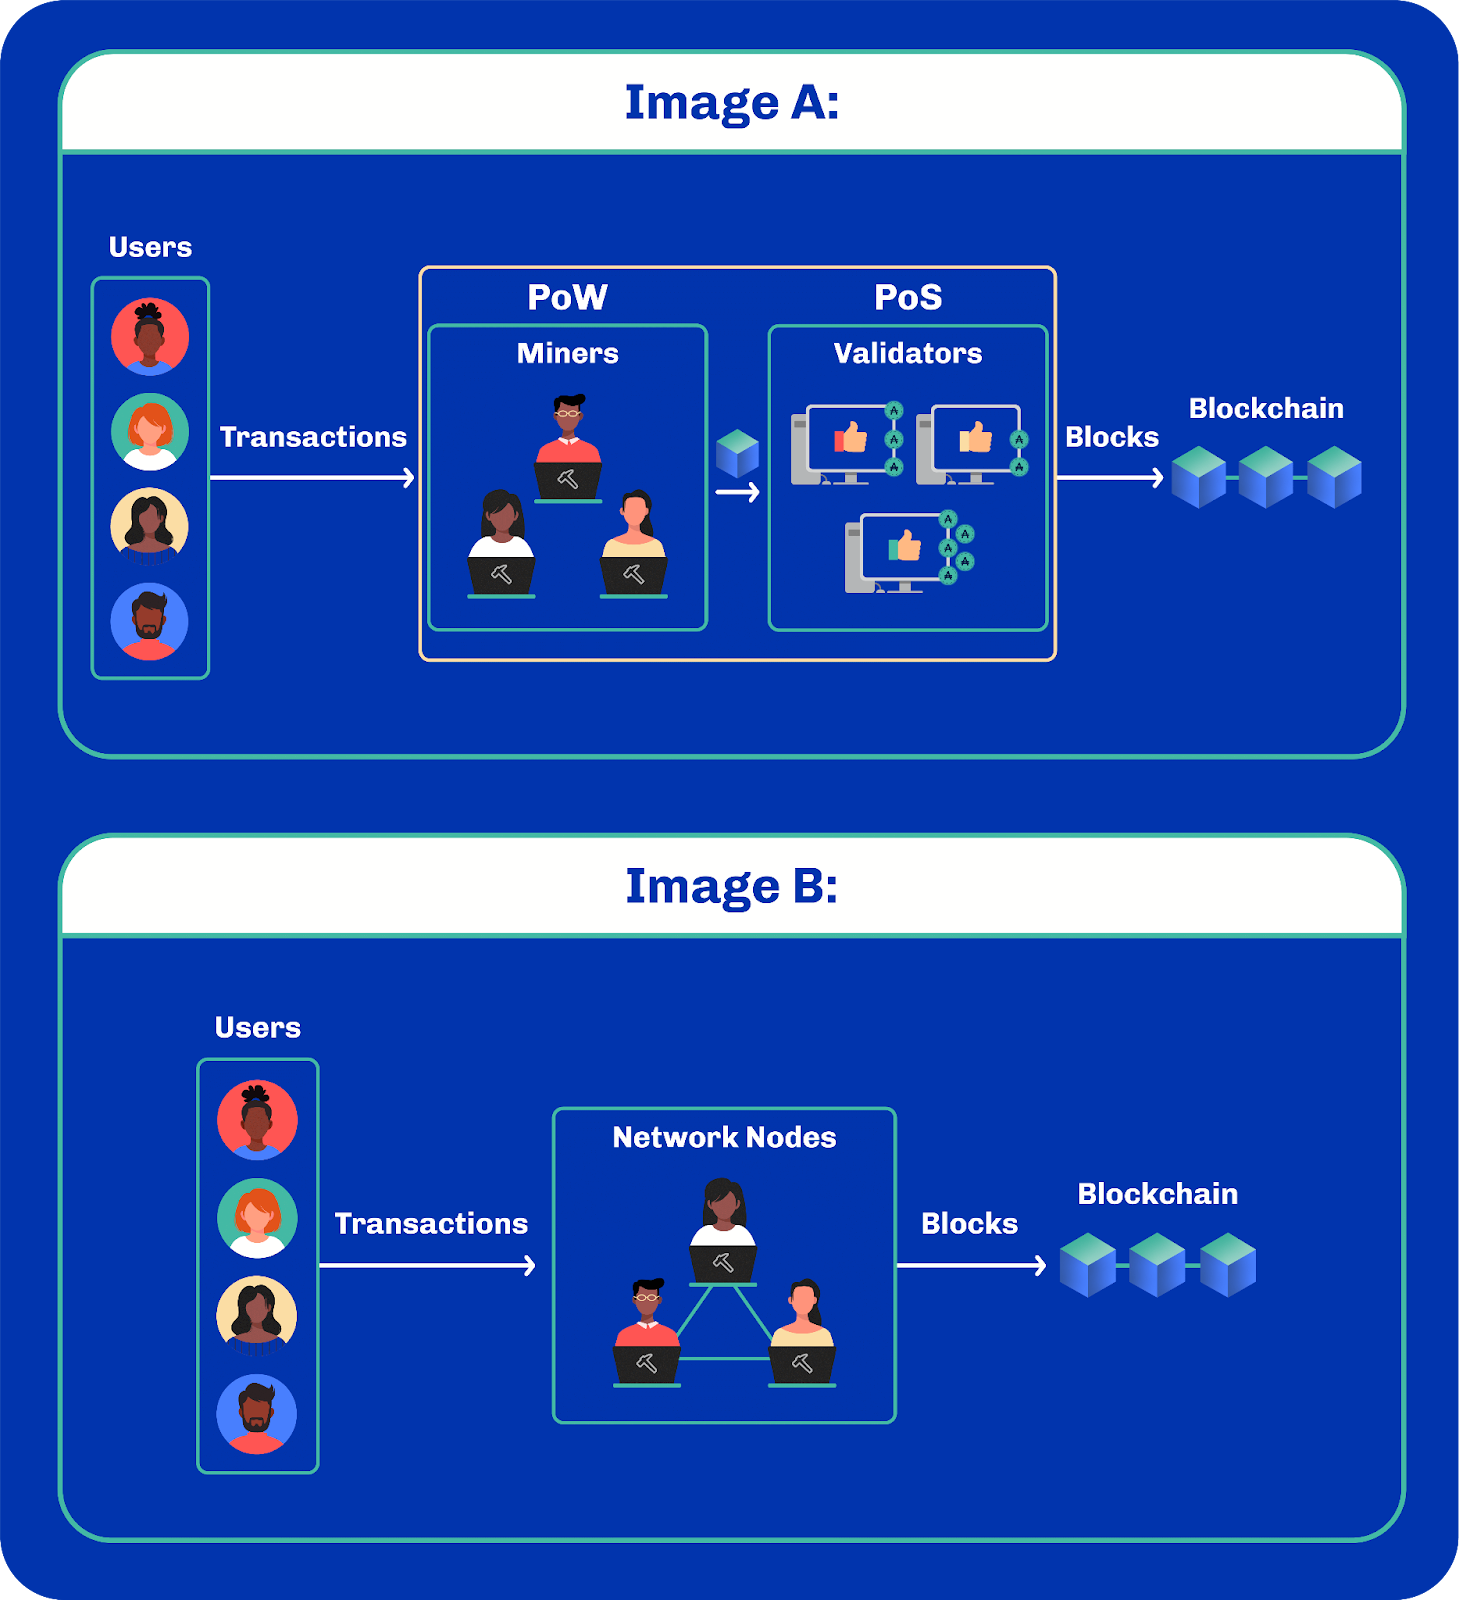 Image A:
Users
PoW
PoS
Miners
Validators
Transactions
Blocks
Blockchain
Image B:
Users
Network Nodes
Transactions
Blocks
Blockchain